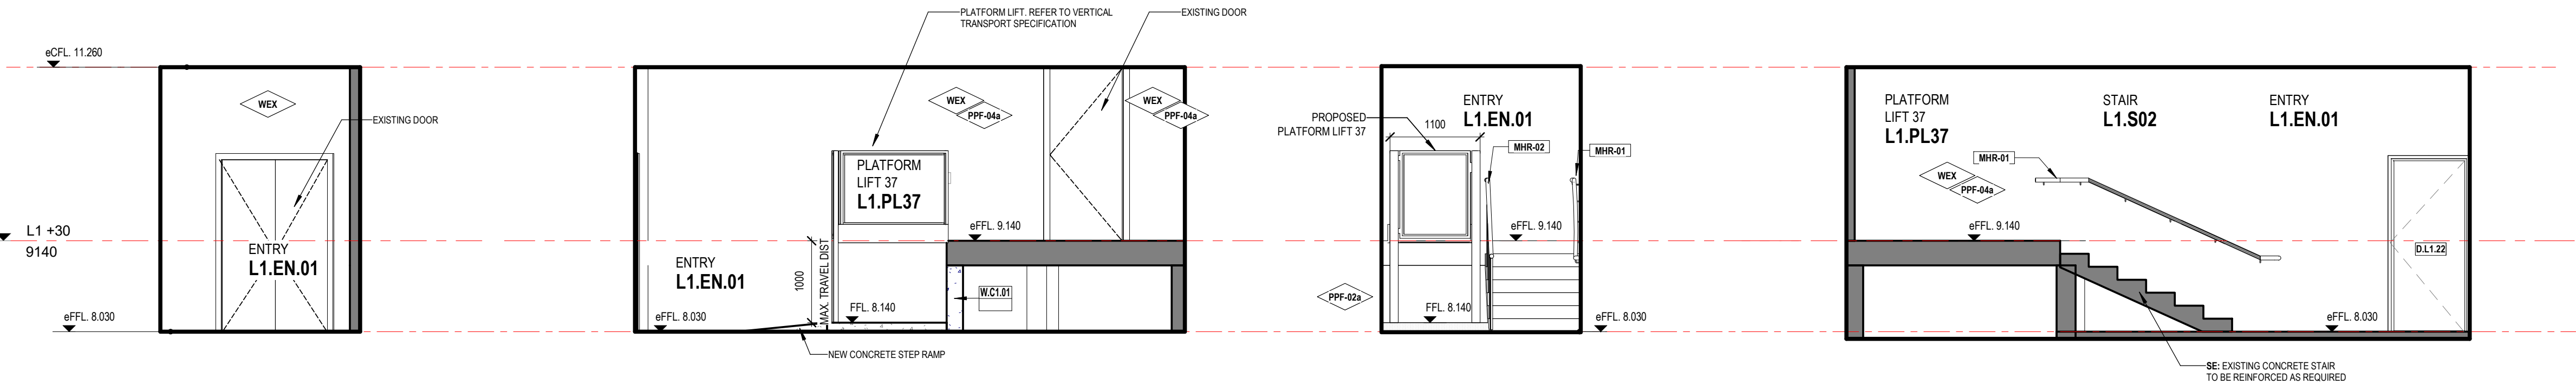 eCFL. 11.260
L1 +30
9140
eFFL. 8.030
WEX
EXISTING DOOR
ENTRY
L1.EN.01
PLATFORM LIFT. REFER TO VERTICAL
TRANSPORT SPECIFICATION
EXISTING DOOR
WEX
PPF-04a
WEX
PPF-04a
PLATFORM
LIFT 37
L1.PL37
eFFL. 9.140
ENTRY
L1.EN.01
1000
MAX. TRAVEL DIST
W.C1.01
eFFL. 8.030
FFL. 8.140
NEW CONCRETE STEP RAMP
PROPOSED
PLATFORM LIFT 37
ENTRY
L1.EN.01
1100
MHR-02
MHR-01
eFFL. 9.140
PPF-02a
FFL. 8.140
eFFL. 8.030
PLATFORM
LIFT 37
L1.PL37
STAIR
L1.S02
ENTRY
L1.EN.01
MHR-01
WEX
PPF-04a
eFFL. 9.140
D.L1.22
eFFL. 8.030
SE: EXISTING CONCRETE STAIR
TO BE REINFORCED AS REQUIRED